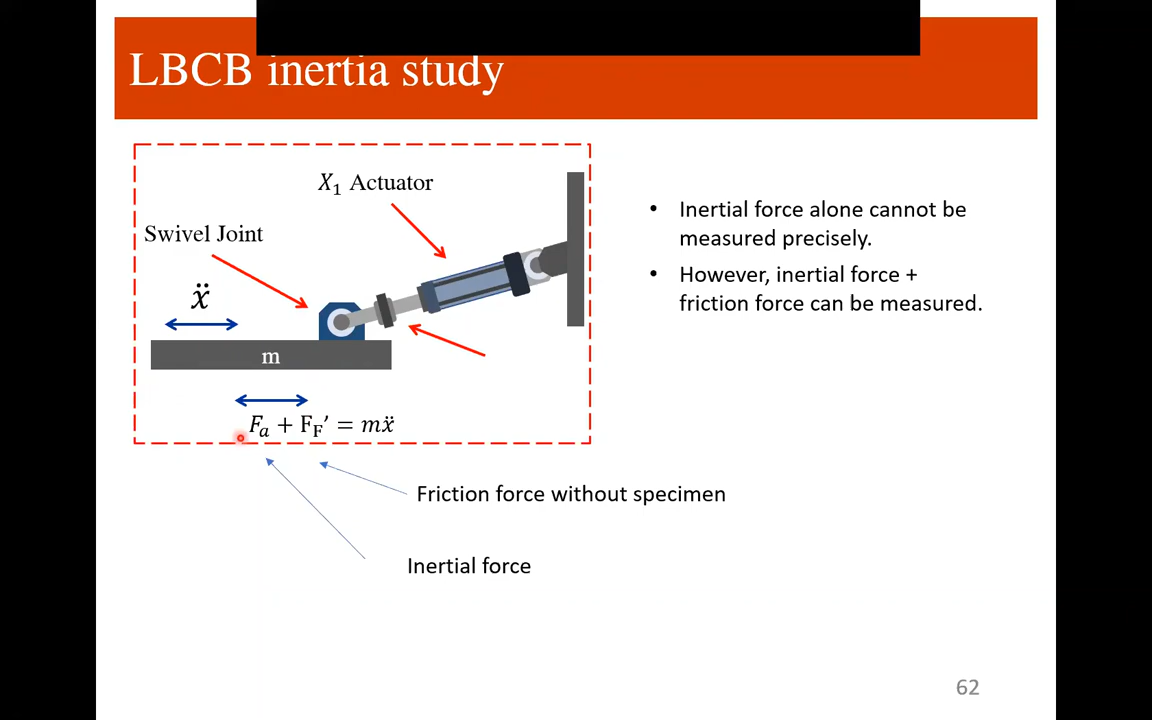 LBCB inertia study
X₁ Actuator
Swivel Joint
ẍ
m
Fₐ + F_F′ = mẍ
• Inertial force alone cannot be
measured precisely.
• However, inertial force +
friction force can be measured.
Friction force without specimen
Inertial force
62